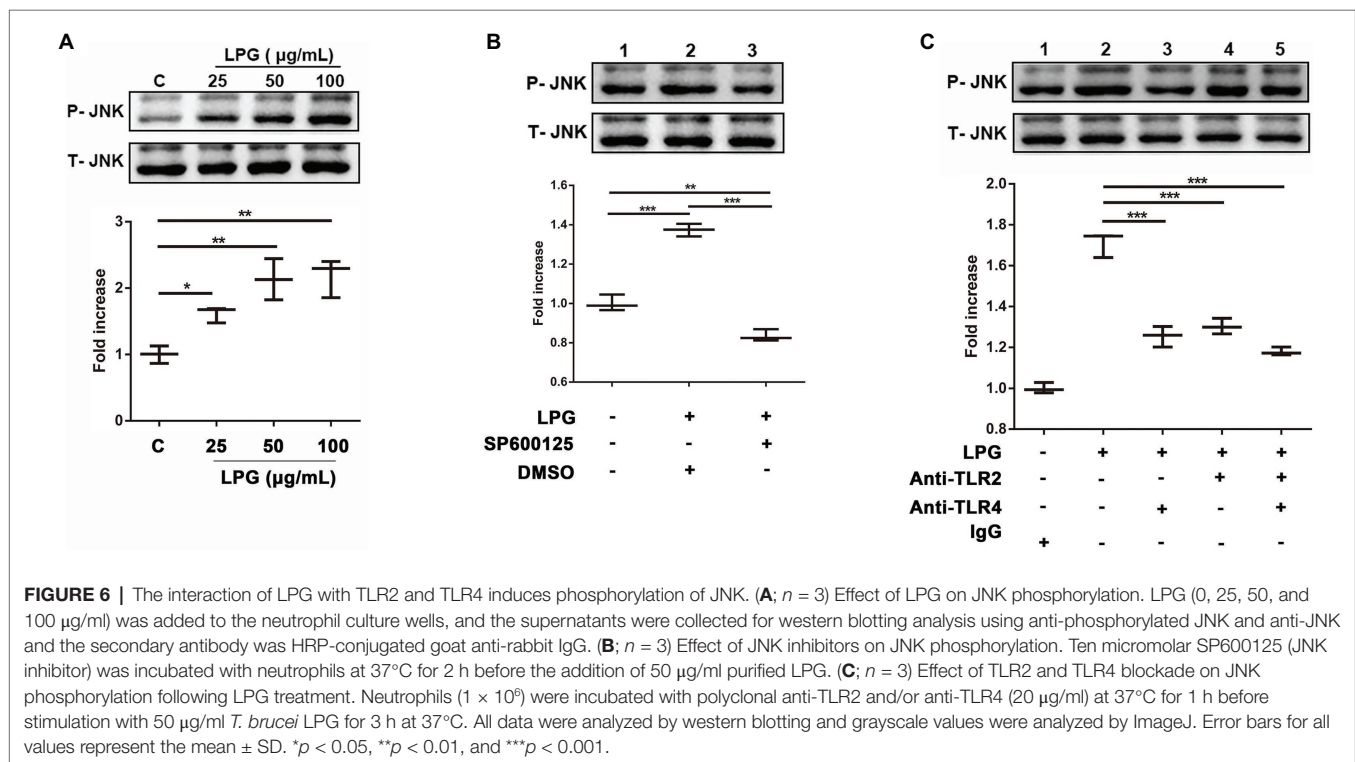 A
LPG ( µg/mL)
C 25 50 100
P- JNK
T- JNK
Fold increase
3
2
1
0
*
**
**
C 25 50 100
LPG (µg/mL)
B
1 2 3
P- JNK
T- JNK
Fold increase
1.6
1.4
1.2
1.0
0.8
0.6
**
*** ***
LPG - + +
SP600125 - - +
DMSO - + -
C
1 2 3 4 5
P- JNK
T- JNK
Fold increase
2.0
1.8
1.6
1.4
1.2
1.0
0.8
***
***
***
LPG - + + + +
Anti-TLR2 - - - + +
Anti-TLR4 - - + - +
IgG + - - - -
FIGURE 6 | The interaction of LPG with TLR2 and TLR4 induces phosphorylation of JNK. (A; n = 3) Effect of LPG on JNK phosphorylation. LPG (0, 25, 50, and
100 μg/ml) was added to the neutrophil culture wells, and the supernatants were collected for western blotting analysis using anti-phosphorylated JNK and anti-JNK
and the secondary antibody was HRP-conjugated goat anti-rabbit IgG. (B; n = 3) Effect of JNK inhibitors on JNK phosphorylation. Ten micromolar SP600125 (JNK
inhibitor) was incubated with neutrophils at 37°C for 2 h before the addition of 50 μg/ml purified LPG. (C; n = 3) Effect of TLR2 and TLR4 blockade on JNK
phosphorylation following LPG treatment. Neutrophils (1 × 10⁶) were incubated with polyclonal anti-TLR2 and/or anti-TLR4 (20 μg/ml) at 37°C for 1 h before
stimulation with 50 μg/ml T. brucei LPG for 3 h at 37°C. All data were analyzed by western blotting and grayscale values were analyzed by ImageJ. Error bars for all
values represent the mean ± SD. *p < 0.05, **p < 0.01, and ***p < 0.001.